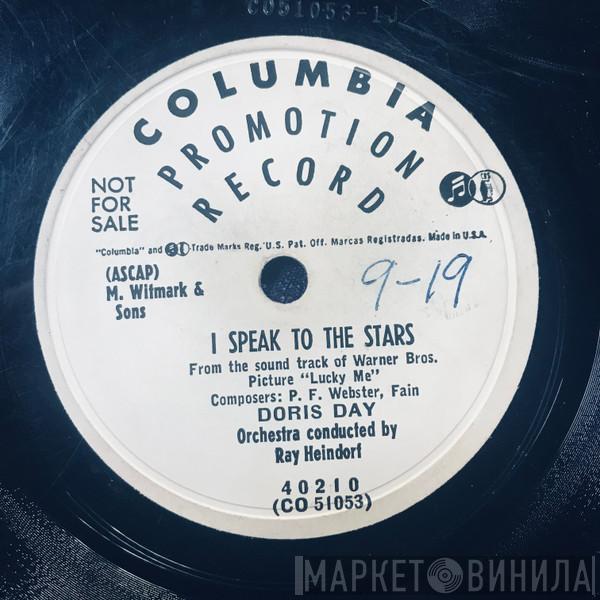 CO51053-1J
COLUMBIA
PROMOTION
RECORD
NOT
FOR
SALE
"Columbia" and Trade Marks Reg. U.S. Pat. Off. Marcas Registradas. Made in U.S.A.
(ASCAP)
M. Witmark &
Sons
9-19
I SPEAK TO THE STARS
From the sound track of Warner Bros.
Picture "Lucky Me"
Composers: P. F. Webster, Fain
DORIS DAY
Orchestra conducted by
Ray Heindorf
40210
(CO 51053)
МАРКЕТ ВИНИЛА